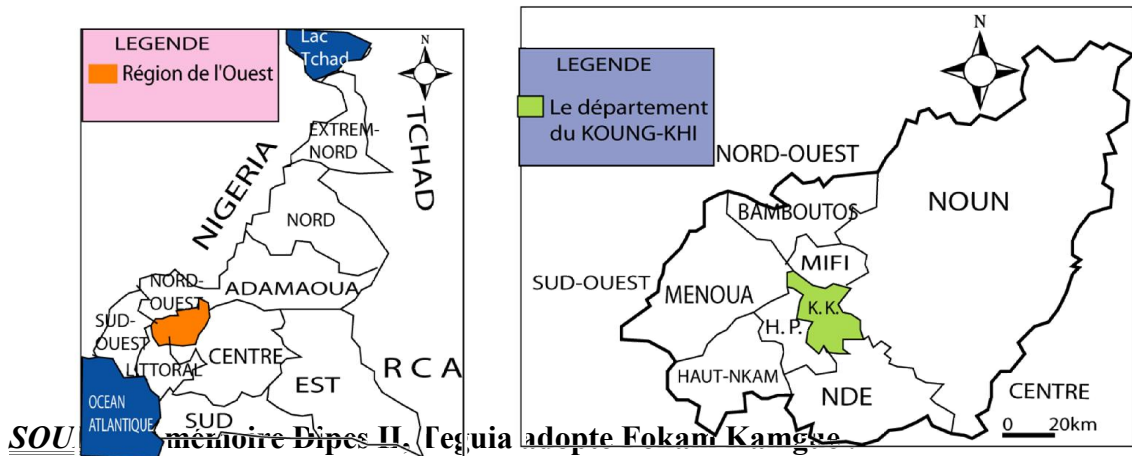 LEGENDE
Région de l'Ouest
Lac
Tchad
N
EXTREM-
NORD
TCHAD
NIGERIA
NORD
ADAMAOUA
NORD-
OUEST
SUD-
OUEST
LITTORAL
CENTRE
EST
RCA
OCEAN
ATLANTIQUE
SUD
LEGENDE
Le département
du KOUNG-KHI
N
NORD-OUEST
NOUN
BAMBOUTOS
MIFI
SUD-OUEST
MENOUA
K.K.
H.P.
HAUT-NKAM
NDE
CENTRE
0 20km
mémoire Dipes II, Teguia adopte Fokam Kamgue